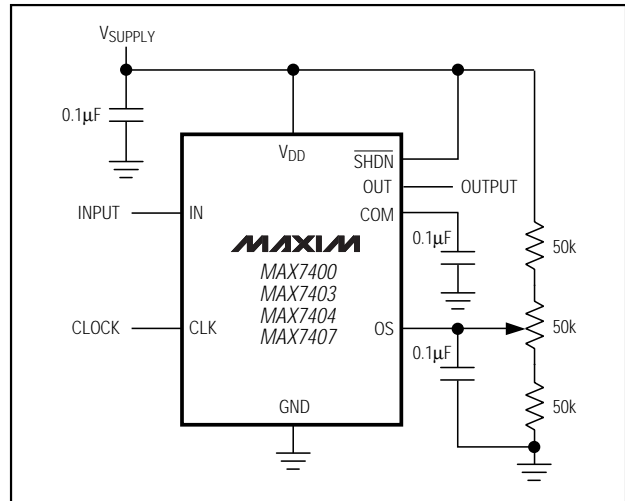 VSUPPLY
0.1µF
VDD
SHDN
OUT
OUTPUT
INPUT
IN
COM
0.1µF
MAXIM
50k
MAX7400
MAX7403
MAX7404
MAX7407
CLOCK
CLK
OS
50k
0.1µF
50k
GND